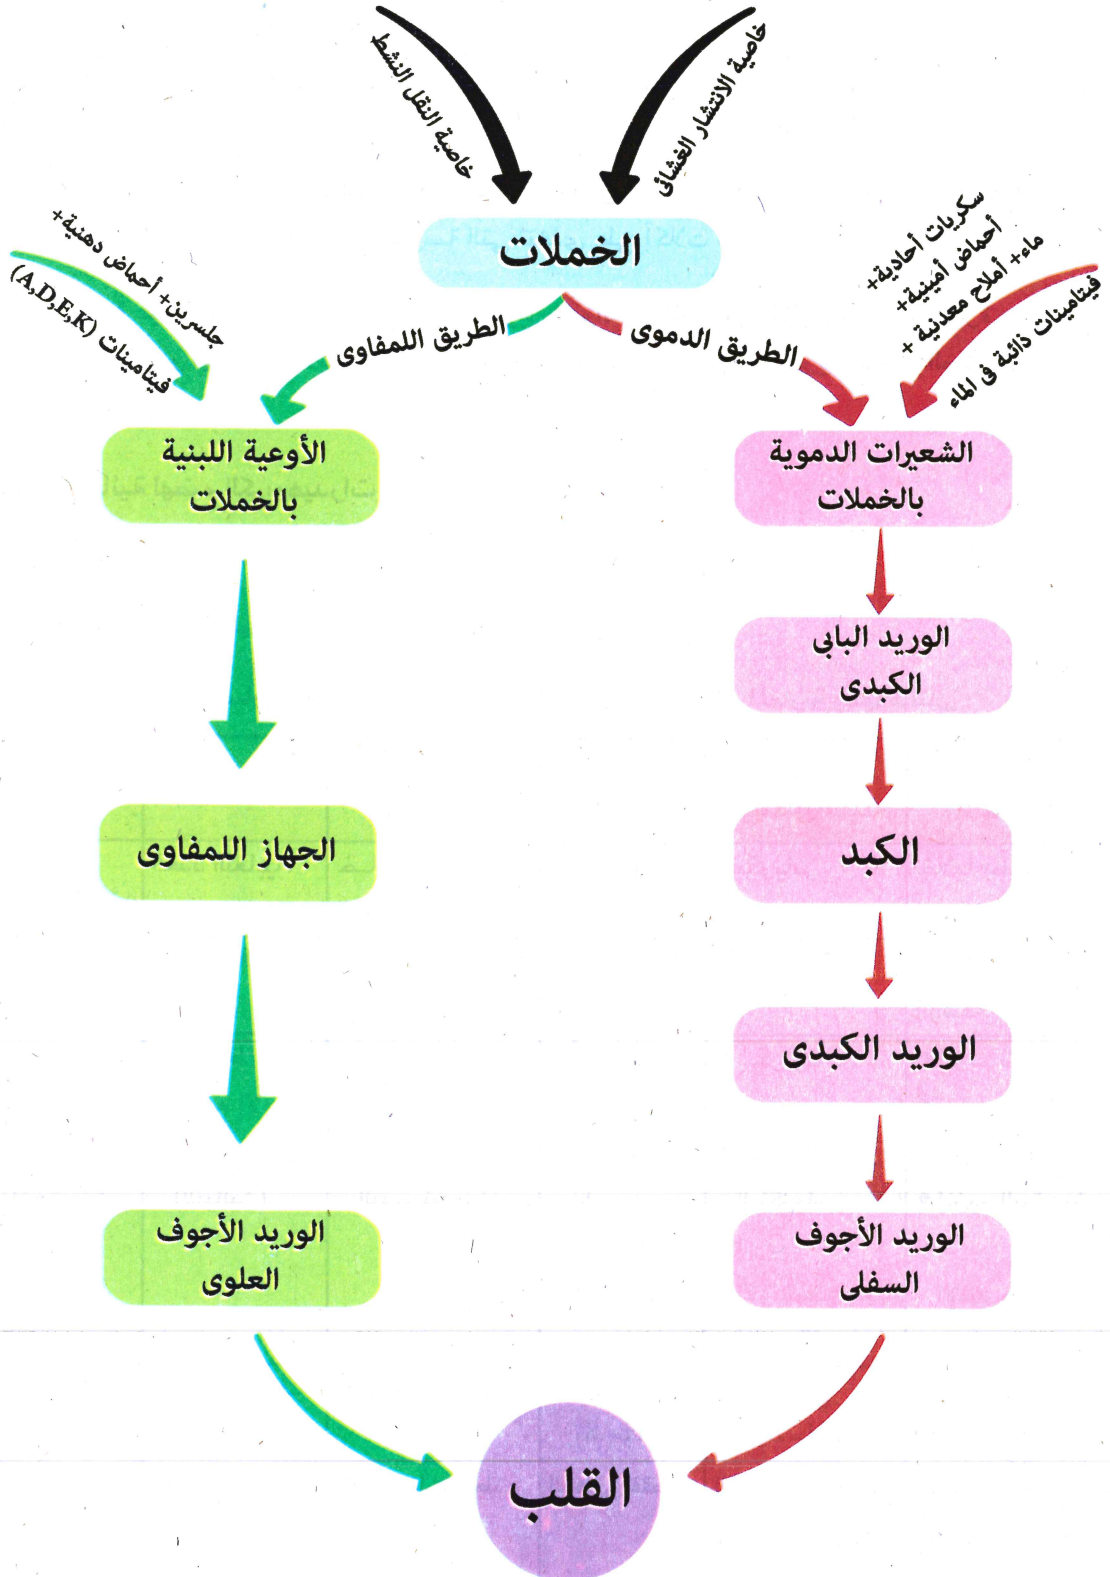 خاصية الانتشار الغشائى
خاصية النقل النشط
الخملات
سكريات أحادية+
أحماض أمينية+
ماء+ أملاح معدنية +
فيتامينات ذائبة فى الماء
الطريق الدموى
الشعيرات الدموية
بالخملات
الوريد البابى
الكبدى
الكبد
الوريد الكبدى
الوريد الأجوف
السفلى
جلسرين+ أحماض دهنية+
فيتامينات (A,D,E,K)
الطريق اللمفاوى
الأوعية اللبنية
بالخملات
الجهاز اللمفاوى
الوريد الأجوف
العلوى
القلب